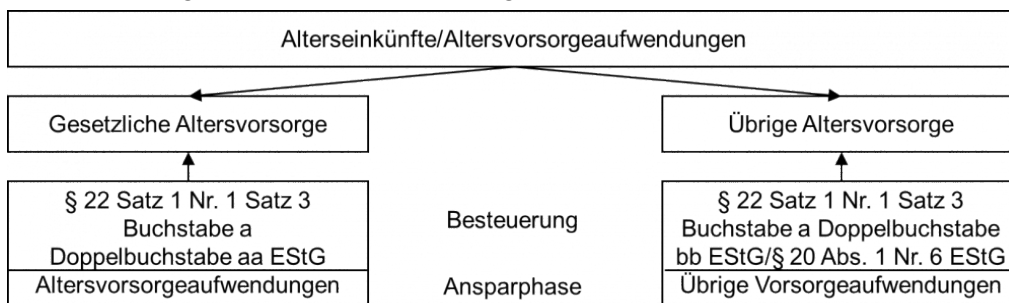 Alterseinkünfte/Altersvorsorgeaufwendungen
Gesetzliche Altersvorsorge
Übrige Altersvorsorge
§ 22 Satz 1 Nr. 1 Satz 3
Buchstabe a
Doppelbuchstabe aa EStG
Besteuerung
§ 22 Satz 1 Nr. 1 Satz 3
Buchstabe a Doppelbuchstabe
bb EStG/§ 20 Abs. 1 Nr. 6 EStG
Altersvorsorgeaufwendungen
Ansparphase
Übrige Vorsorgeaufwendungen